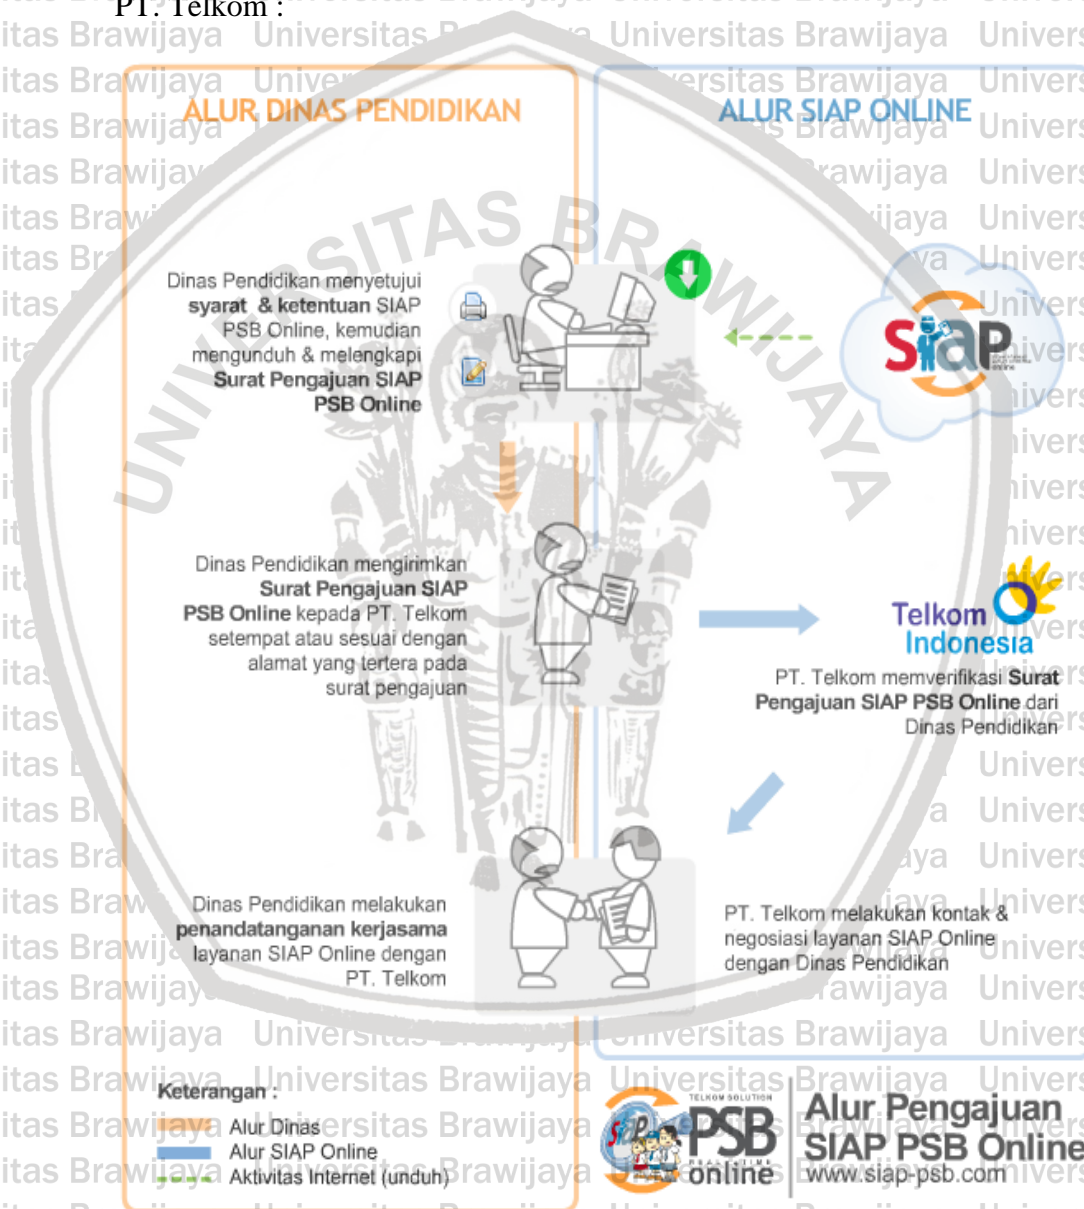 PT. Telkom :
ALUR DINAS PENDIDIKAN
ALUR SIAP ONLINE
UNIVERSITAS BRAWIJAYA
Dinas Pendidikan menyetujui
syarat & ketentuan SIAP
PSB Online, kemudian
mengunduh & melengkapi
Surat Pengajuan SIAP
PSB Online
SIAP
online
Dinas Pendidikan mengirimkan
Surat Pengajuan SIAP
PSB Online kepada PT. Telkom
setempat atau sesuai dengan
alamat yang tertera pada
surat pengajuan
Telkom
Indonesia
PT. Telkom memverifikasi Surat
Pengajuan SIAP PSB Online dari
Dinas Pendidikan
Dinas Pendidikan melakukan
penandatanganan kerjasama
layanan SIAP Online dengan
PT. Telkom
PT. Telkom melakukan kontak &
negosiasi layanan SIAP Online
dengan Dinas Pendidikan
Keterangan :
Alur Dinas
Alur SIAP Online
Aktivitas Internet (unduh)
TELKOM SOLUTION
SIAP PSB
REAL TIME
online
Alur Pengajuan
SIAP PSB Online
www.siap-psb.com